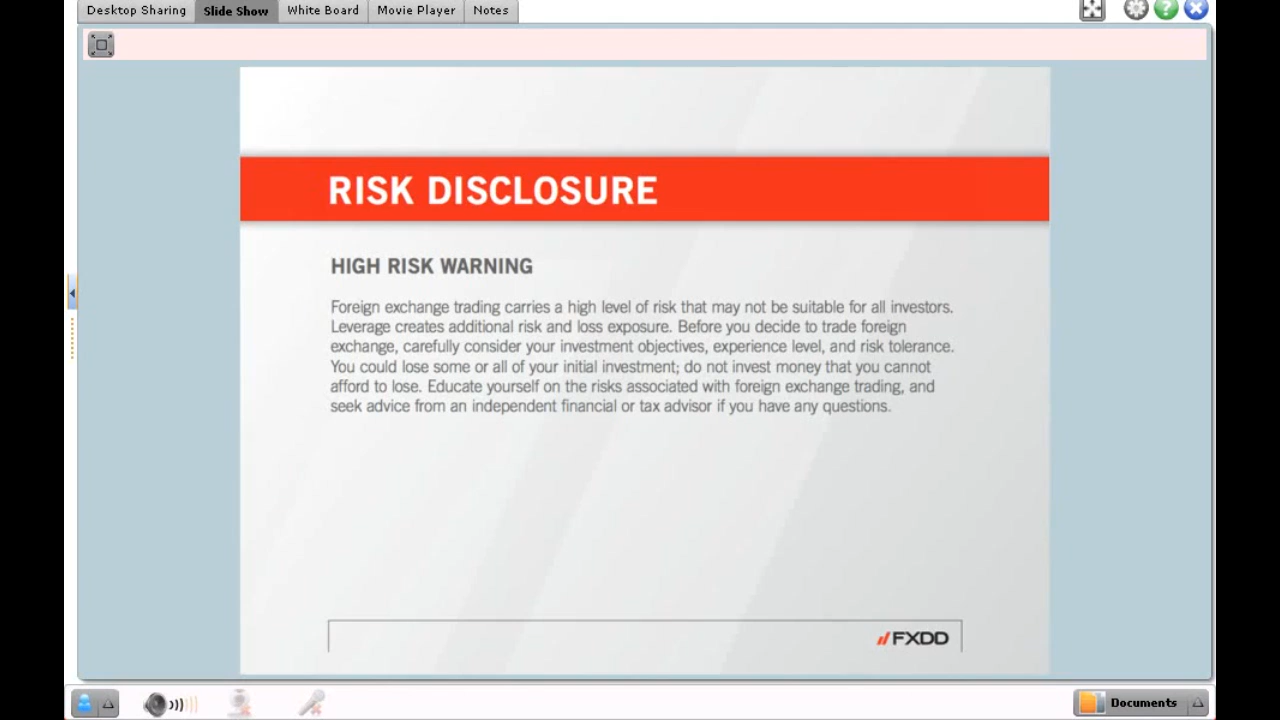 Desktop Sharing Slide Show White Board Movie Player Notes
RISK DISCLOSURE
HIGH RISK WARNING
Foreign exchange trading carries a high level of risk that may not be suitable for all investors.
Leverage creates additional risk and loss exposure. Before you decide to trade foreign
exchange, carefully consider your investment objectives, experience level, and risk tolerance.
You could lose some or all of your initial investment; do not invest money that you cannot
afford to lose. Educate yourself on the risks associated with foreign exchange trading, and
seek advice from an independent financial or tax advisor if you have any questions.
FXDD
Documents